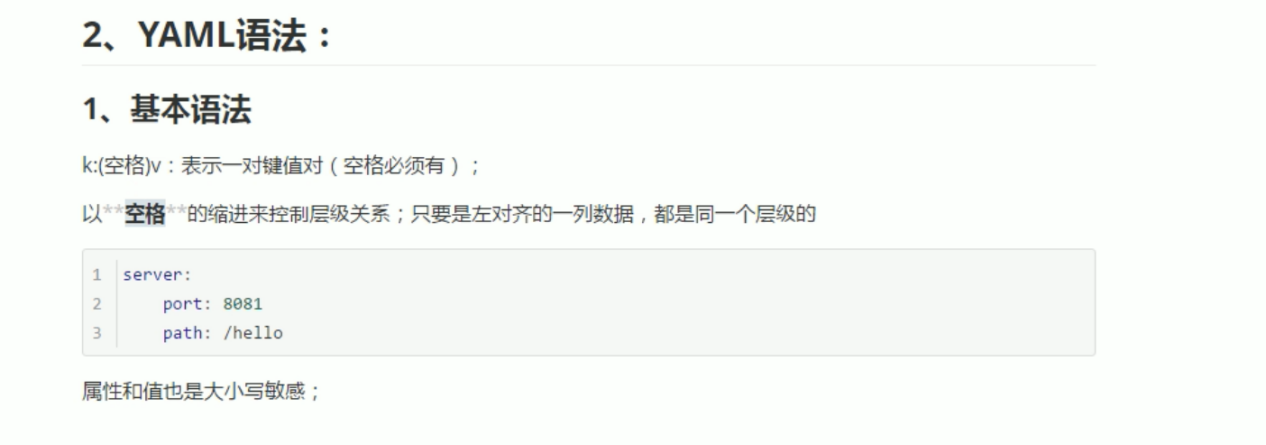 2、YAML语法：
1、基本语法
k:(空格)v：表示一对键值对（空格必须有）；
以**空格**的缩进来控制层级关系；只要是左对齐的一列数据，都是同一个层级的
1 server:
2     port: 8081
3     path: /hello
属性和值也是大小写敏感；